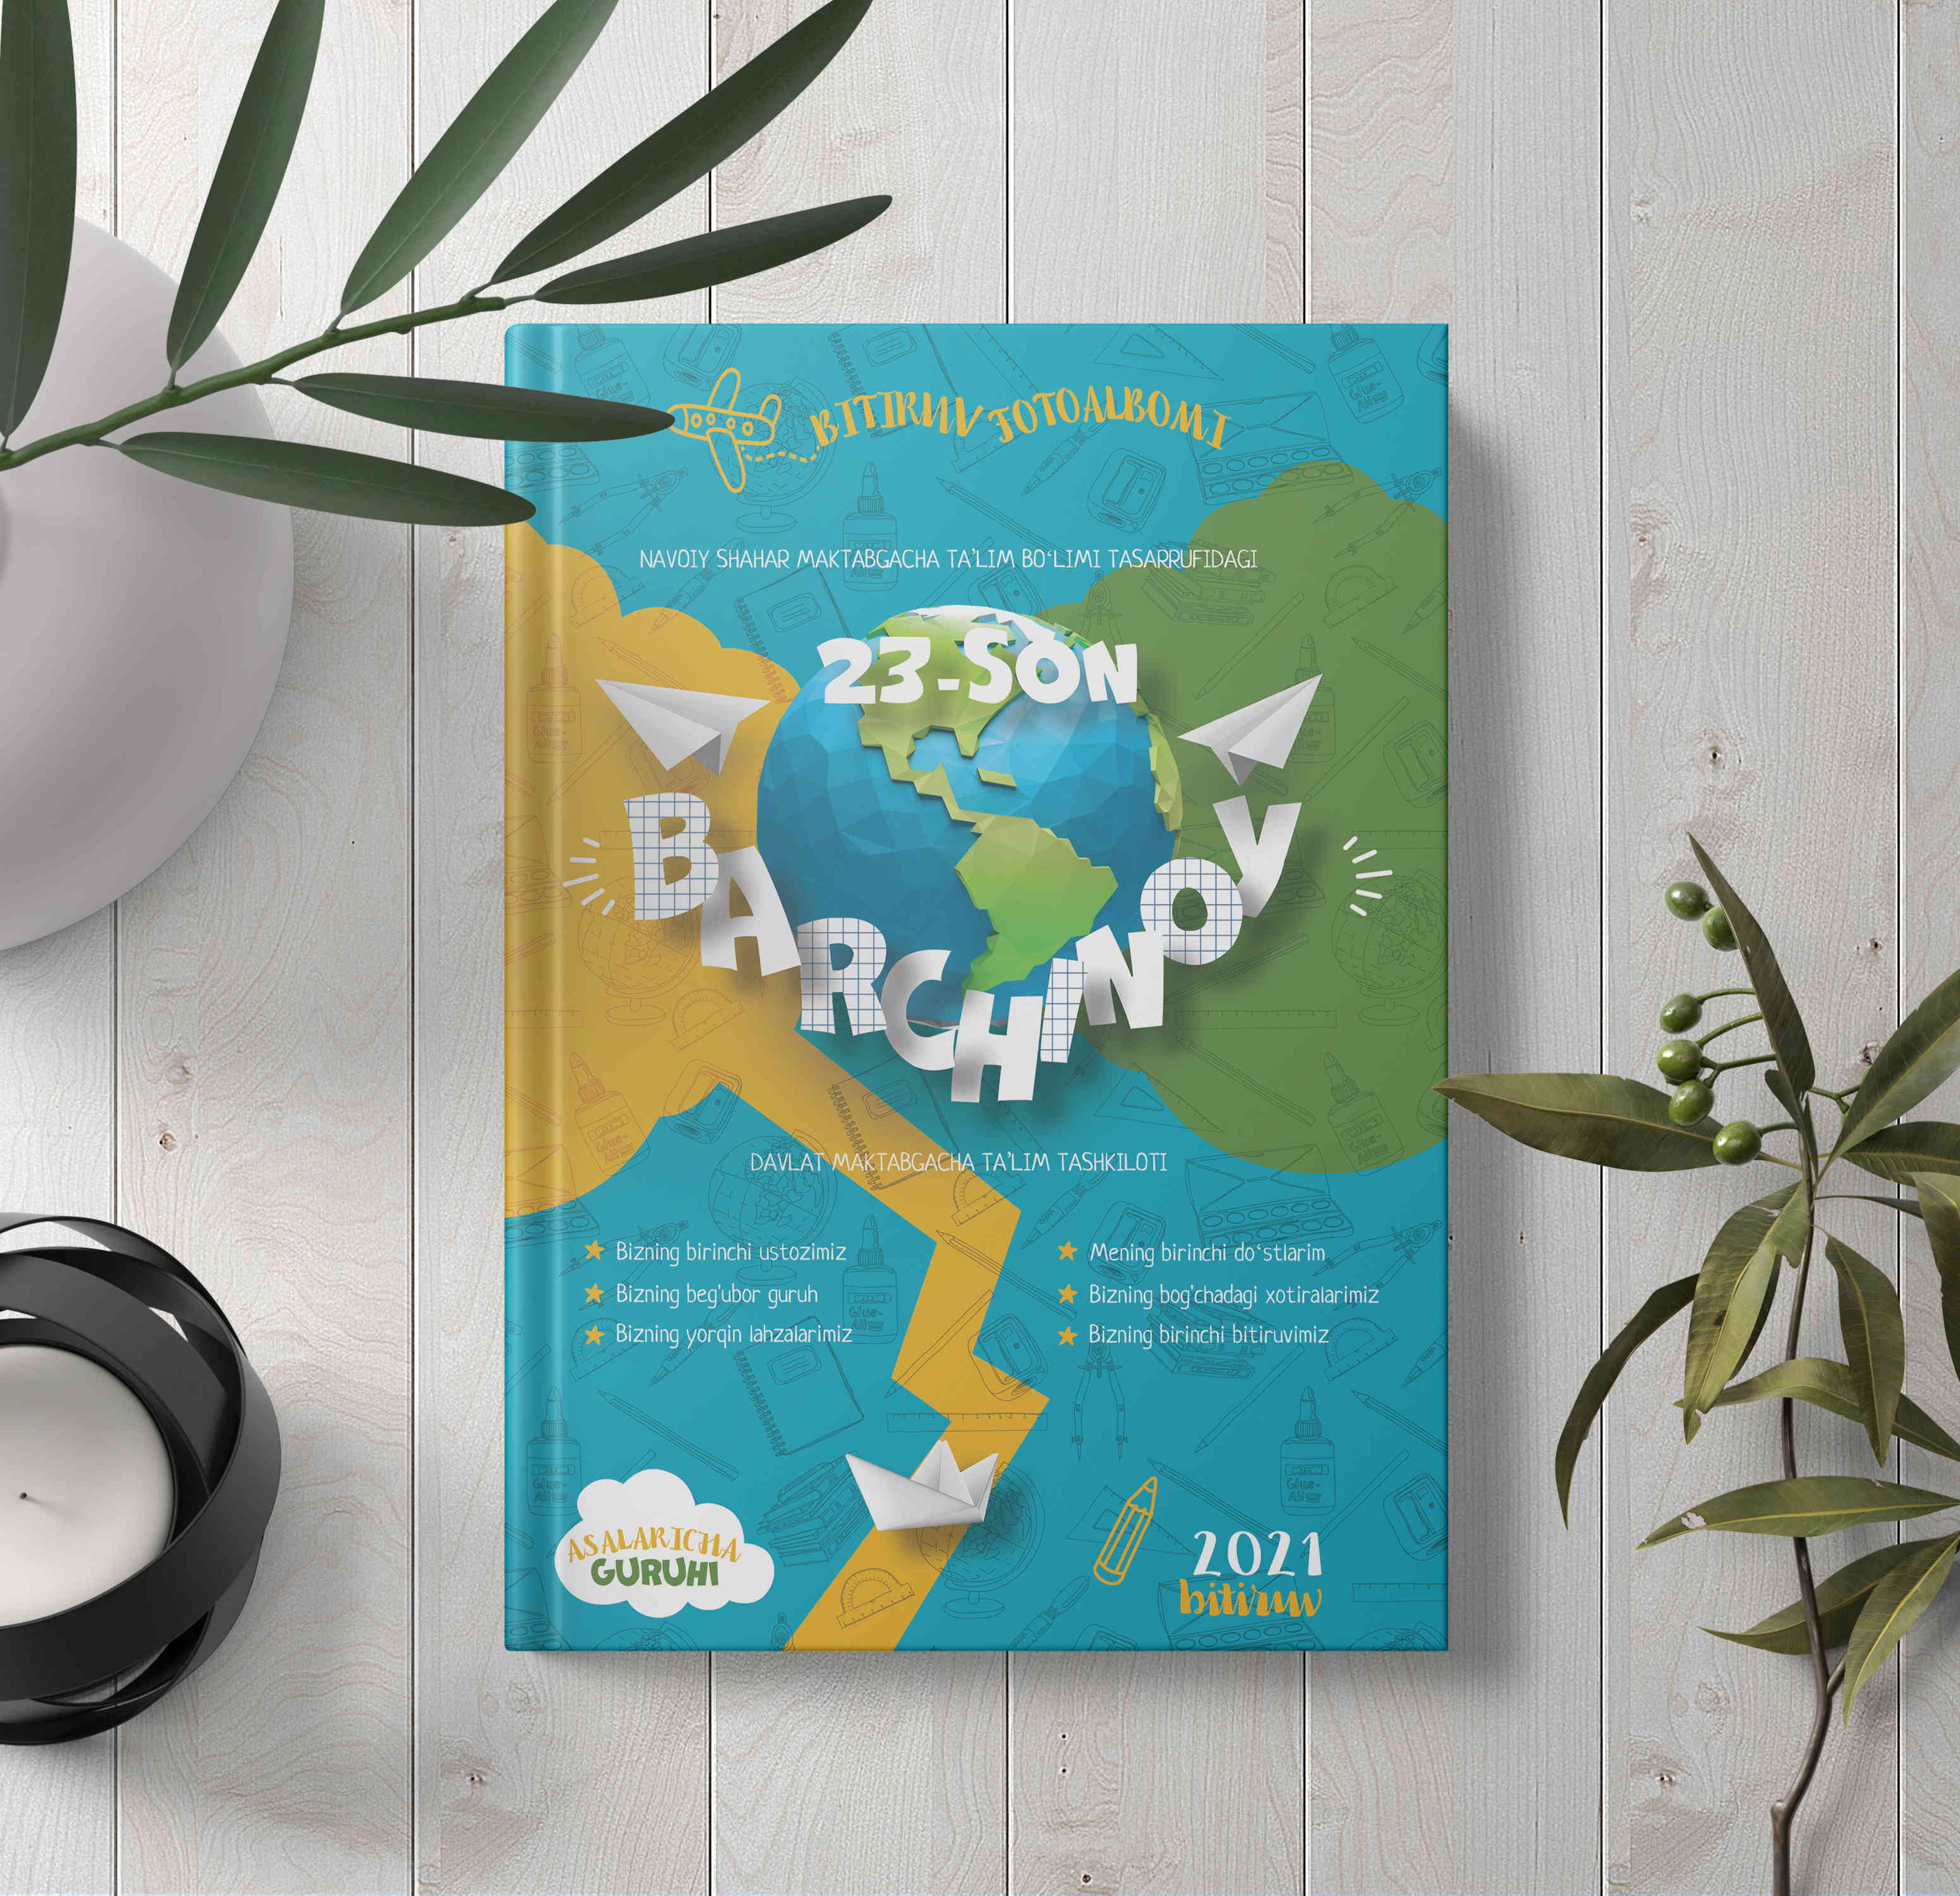 BITIRUV FOTOALBOMI
NAVOIY SHAHAR MAKTABGACHA TA’LIM BO‘LIMI TASARRUFIDAGI
23-SON
BARCHINOY
DAVLAT MAKTABGACHA TA’LIM TASHKILOTI
Bizning birinchi ustozimiz
Bizning beg'ubor guruh
Bizning yorqin lahzalarimiz
Mening birinchi do‘stlarim
Bizning bog'chadagi xotiralarimiz
Bizning birinchi bitiruvimiz
ASALARICHA
GURUHI
2021
bitiruv